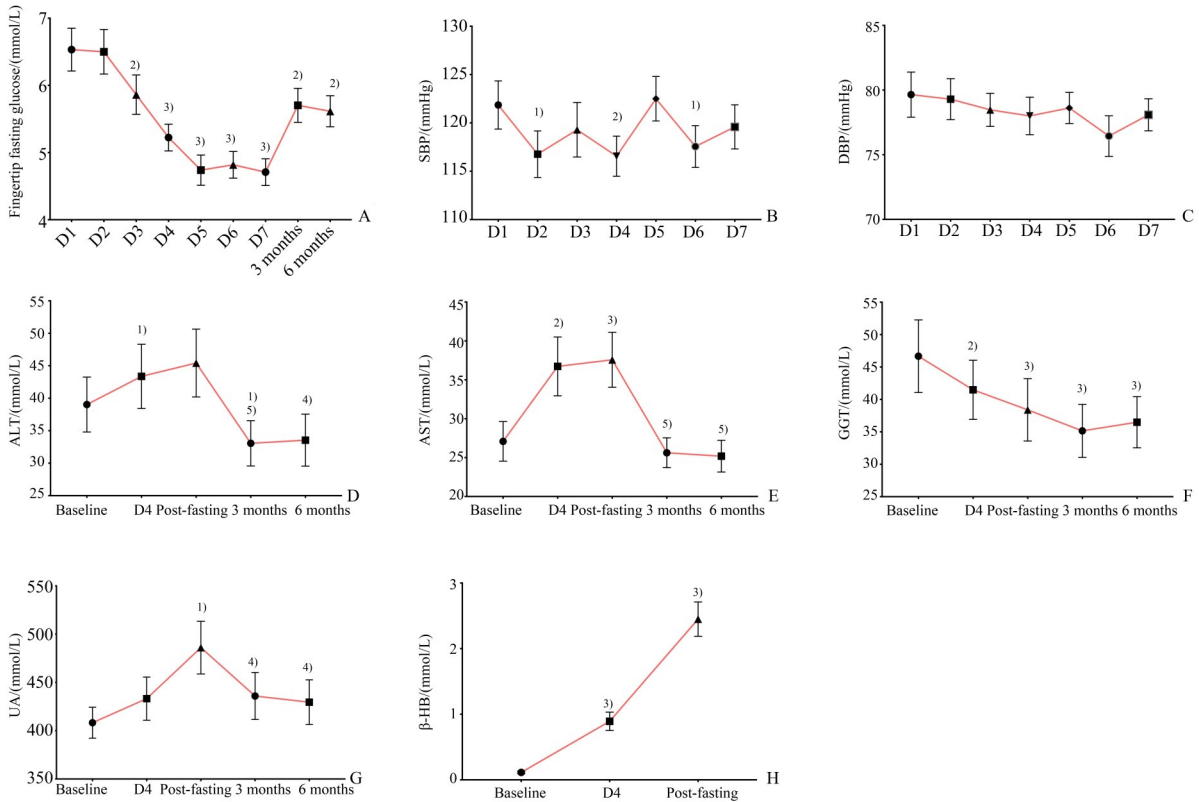 Fingertip fasting glucose/(mmol/L)
7
6
5
4
2)
3)
3)
3)
3)
2)
2)
D1
D2
D3
D4
D5
D6
D7
3 months
6 months
A
SBP/(mmHg)
130
125
120
115
110
1)
2)
1)
D1 D2 D3 D4 D5 D6 D7
B
DBP/(mmHg)
85
80
75
70
D1 D2 D3 D4 D5 D6 D7
C
ALT/(mmol/L)
55
50
45
40
35
30
25
1)
1)
5)
4)
Baseline D4 Post-fasting 3 months 6 months
D
AST/(mmol/L)
45
40
35
30
25
20
2)
3)
5)
5)
Baseline D4 Post-fasting 3 months 6 months
E
GGT/(mmol/L)
55
50
45
40
35
30
25
2)
3)
3)
3)
Baseline D4 Post-fasting 3 months 6 months
F
UA/(mmol/L)
550
500
450
400
350
1)
4)
4)
Baseline D4 Post-fasting 3 months 6 months
G
β-HB/(mmol/L)
3
2
1
0
3)
3)
Baseline D4 Post-fasting
H